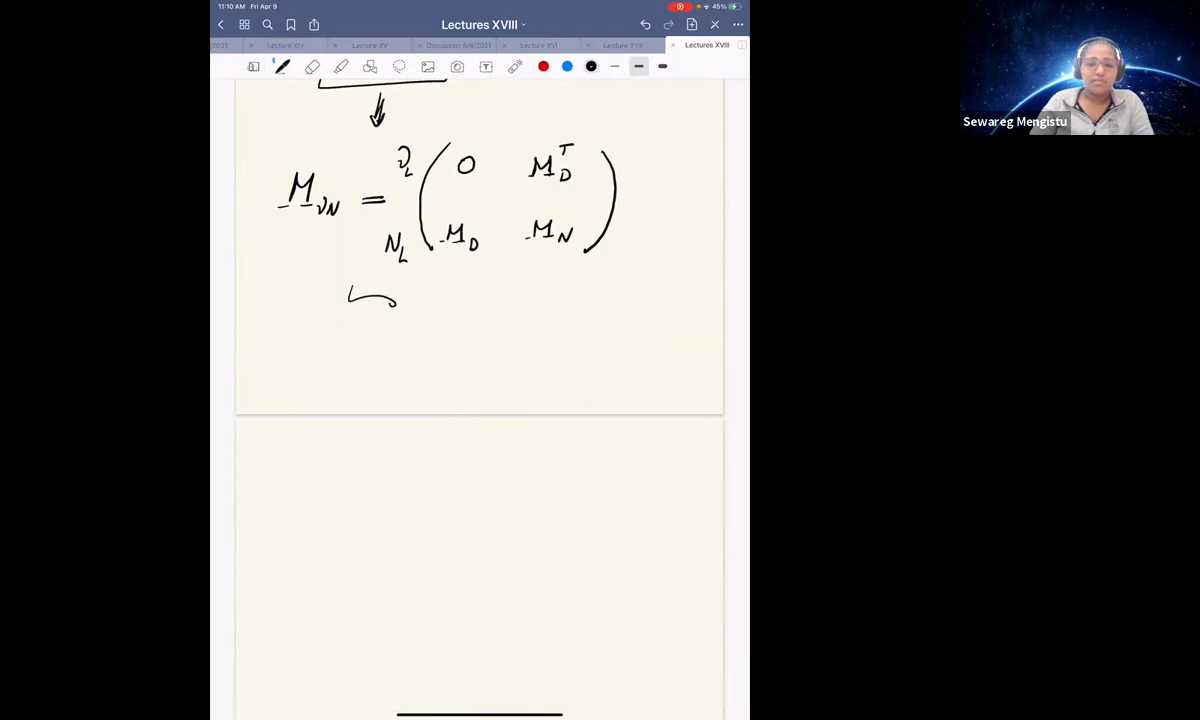 11:10 AM Fri Apr 9
45%
Lectures XVIII
/2021
Lecture XIV
Lecture XV
Discussion 6/4/2021
Lecture XVI
Lecture XVII
Lectures XVIII
Sewareg Mengistu
ν_L 0 M_D^T
M_νN =
N_L M_D M_N